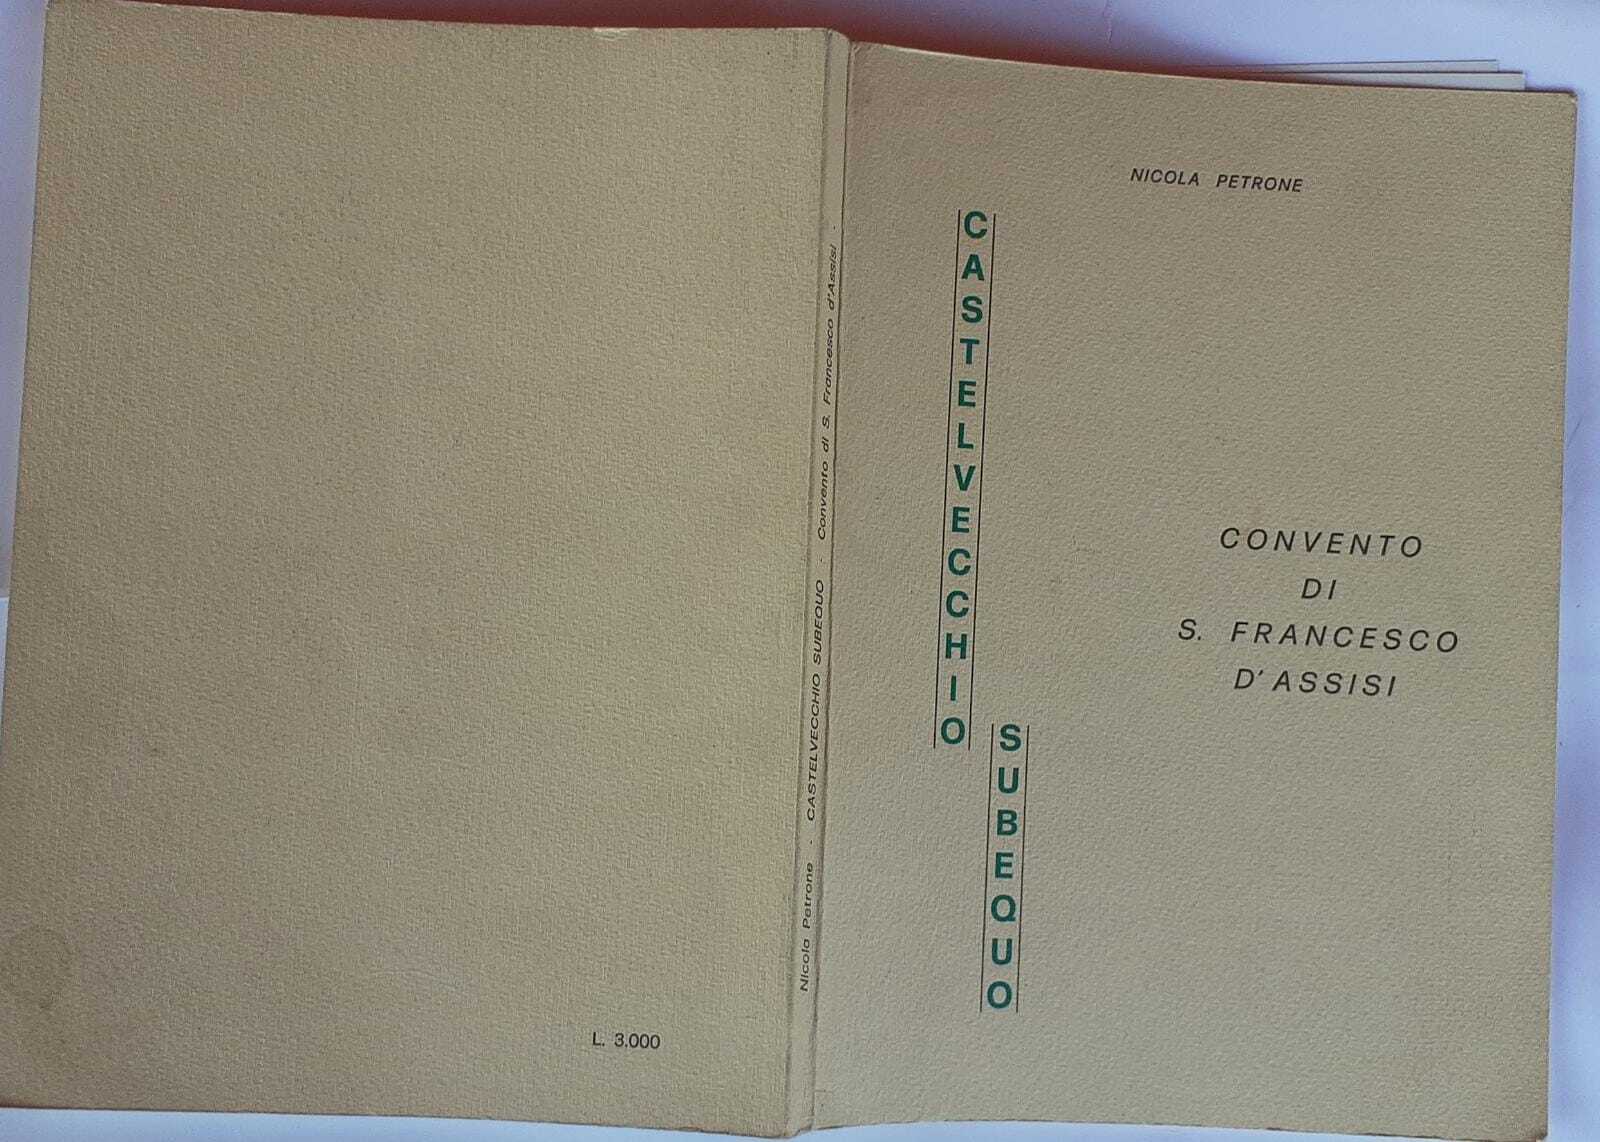 NICOLA PETRONE
CASTELVECCHIO
SUBEQUO
CONVENTO
DI
S. FRANCESCO
D'ASSISI
Nicola Petrone - CASTELVECCHIO SUBEQUO - Convento di S. Francesco d'Assisi -
L. 3.000